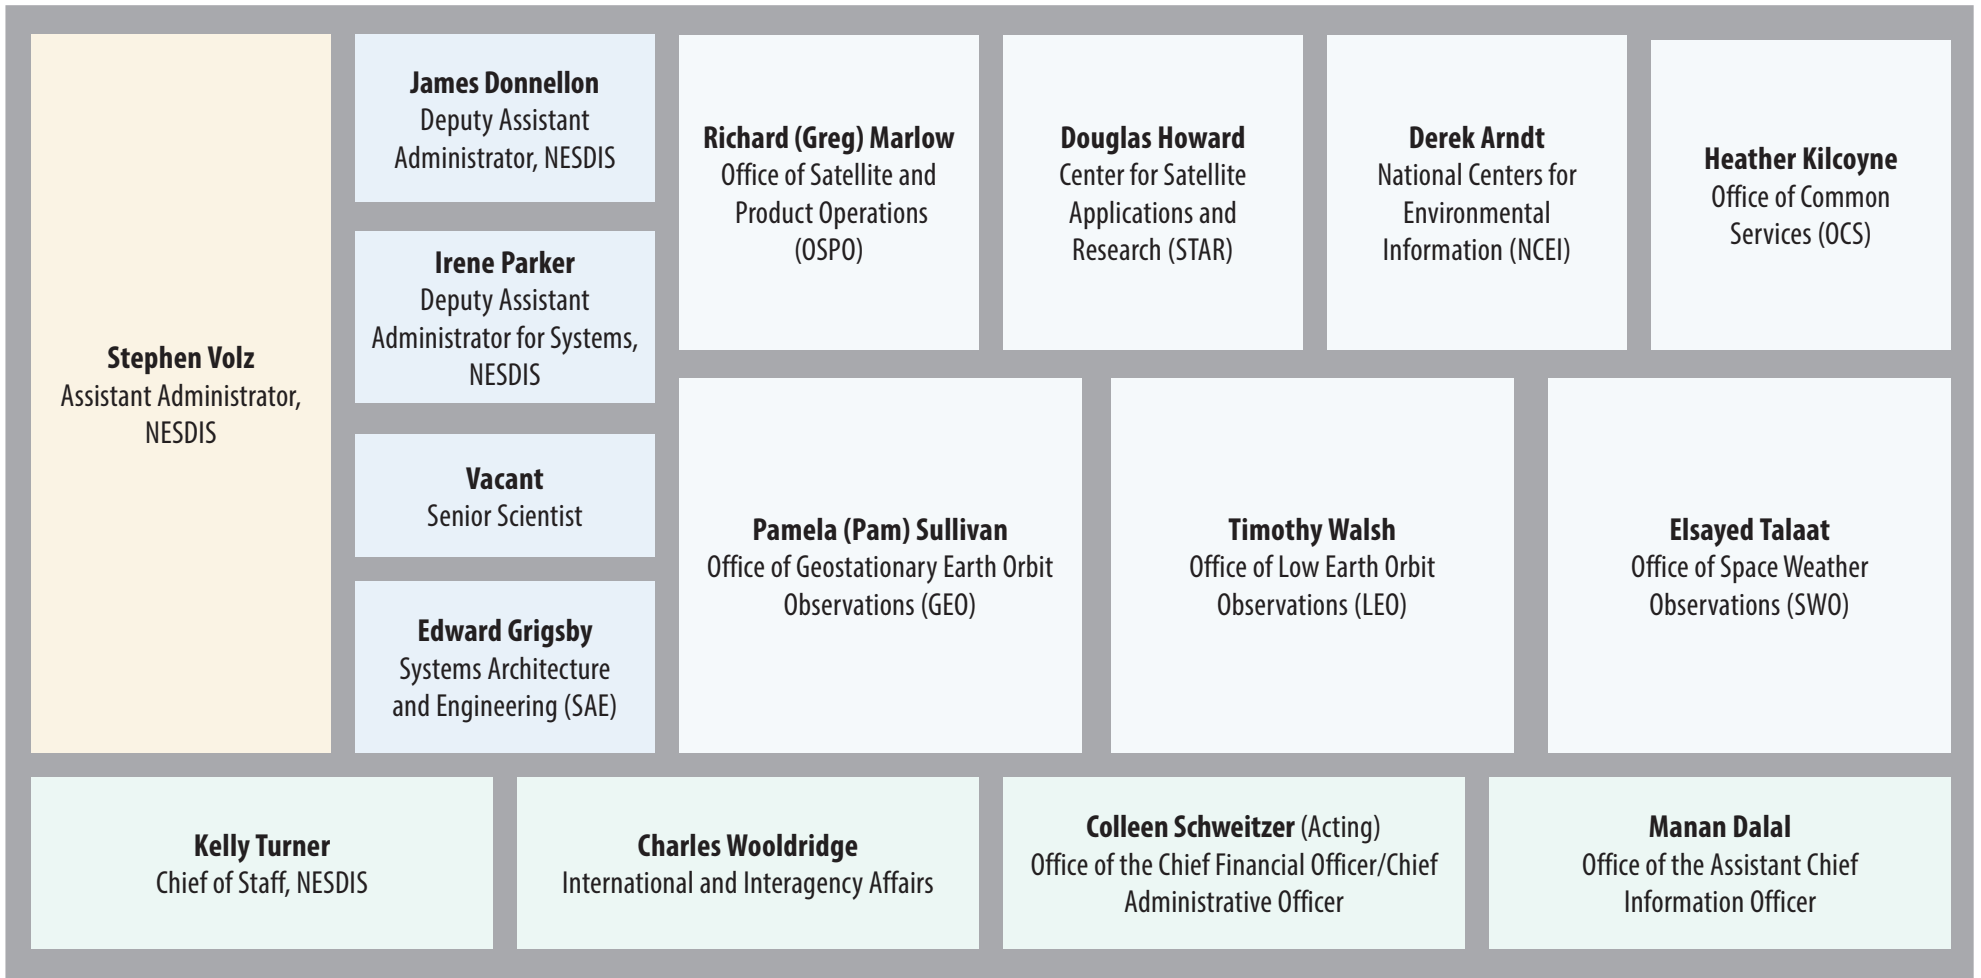 Stephen Volz
Assistant Administrator,
NESDIS
James Donnellon
Deputy Assistant
Administrator, NESDIS
Irene Parker
Deputy Assistant
Administrator for Systems,
NESDIS
Vacant
Senior Scientist
Edward Grigsby
Systems Architecture
and Engineering (SAE)
Richard (Greg) Marlow
Office of Satellite and
Product Operations
(OSPO)
Douglas Howard
Center for Satellite
Applications and
Research (STAR)
Derek Arndt
National Centers for
Environmental
Information (NCEI)
Heather Kilcoyne
Office of Common
Services (OCS)
Pamela (Pam) Sullivan
Office of Geostationary Earth Orbit
Observations (GEO)
Timothy Walsh
Office of Low Earth Orbit
Observations (LEO)
Elsayed Talaat
Office of Space Weather
Observations (SWO)
Kelly Turner
Chief of Staff, NESDIS
Charles Wooldridge
International and Interagency Affairs
Colleen Schweitzer (Acting)
Office of the Chief Financial Officer/Chief
Administrative Officer
Manan Dalal
Office of the Assistant Chief
Information Officer